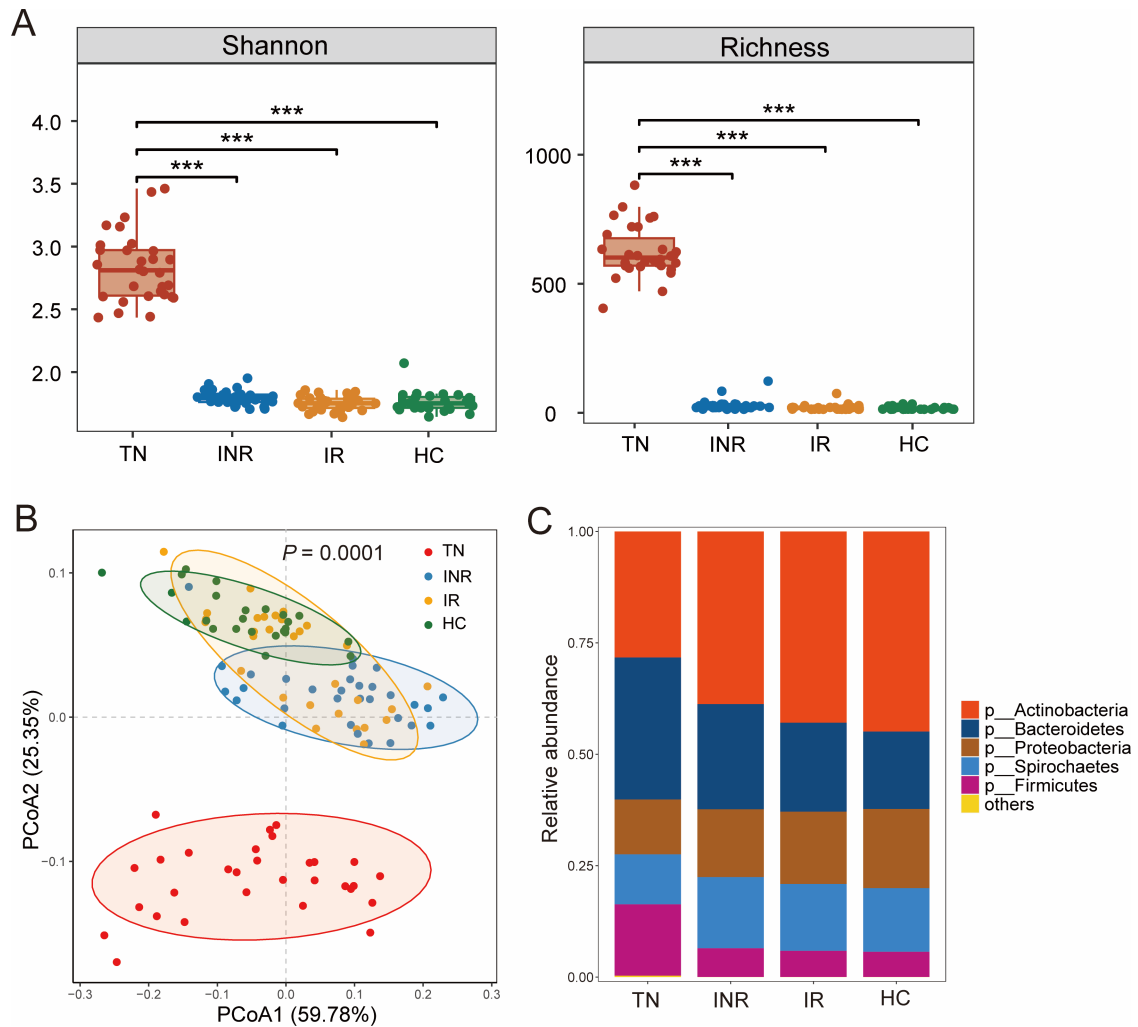 A
Shannon
4.0
3.5
3.0
2.5
2.0
***
***
***
TN INR IR HC
Richness
1000
500
0
***
***
***
TN INR IR HC
B
P = 0.0001
TN
INR
IR
HC
PCoA2 (25.35%)
0.1
0.0
−0.1
−0.3 −0.2 −0.1 0.0 0.1 0.2 0.3
PCoA1 (59.78%)
C
Relative abundance
1.00
0.75
0.50
0.25
0.00
TN INR IR HC
p__Actinobacteria
p__Bacteroidetes
p__Proteobacteria
p__Spirochaetes
p__Firmicutes
others